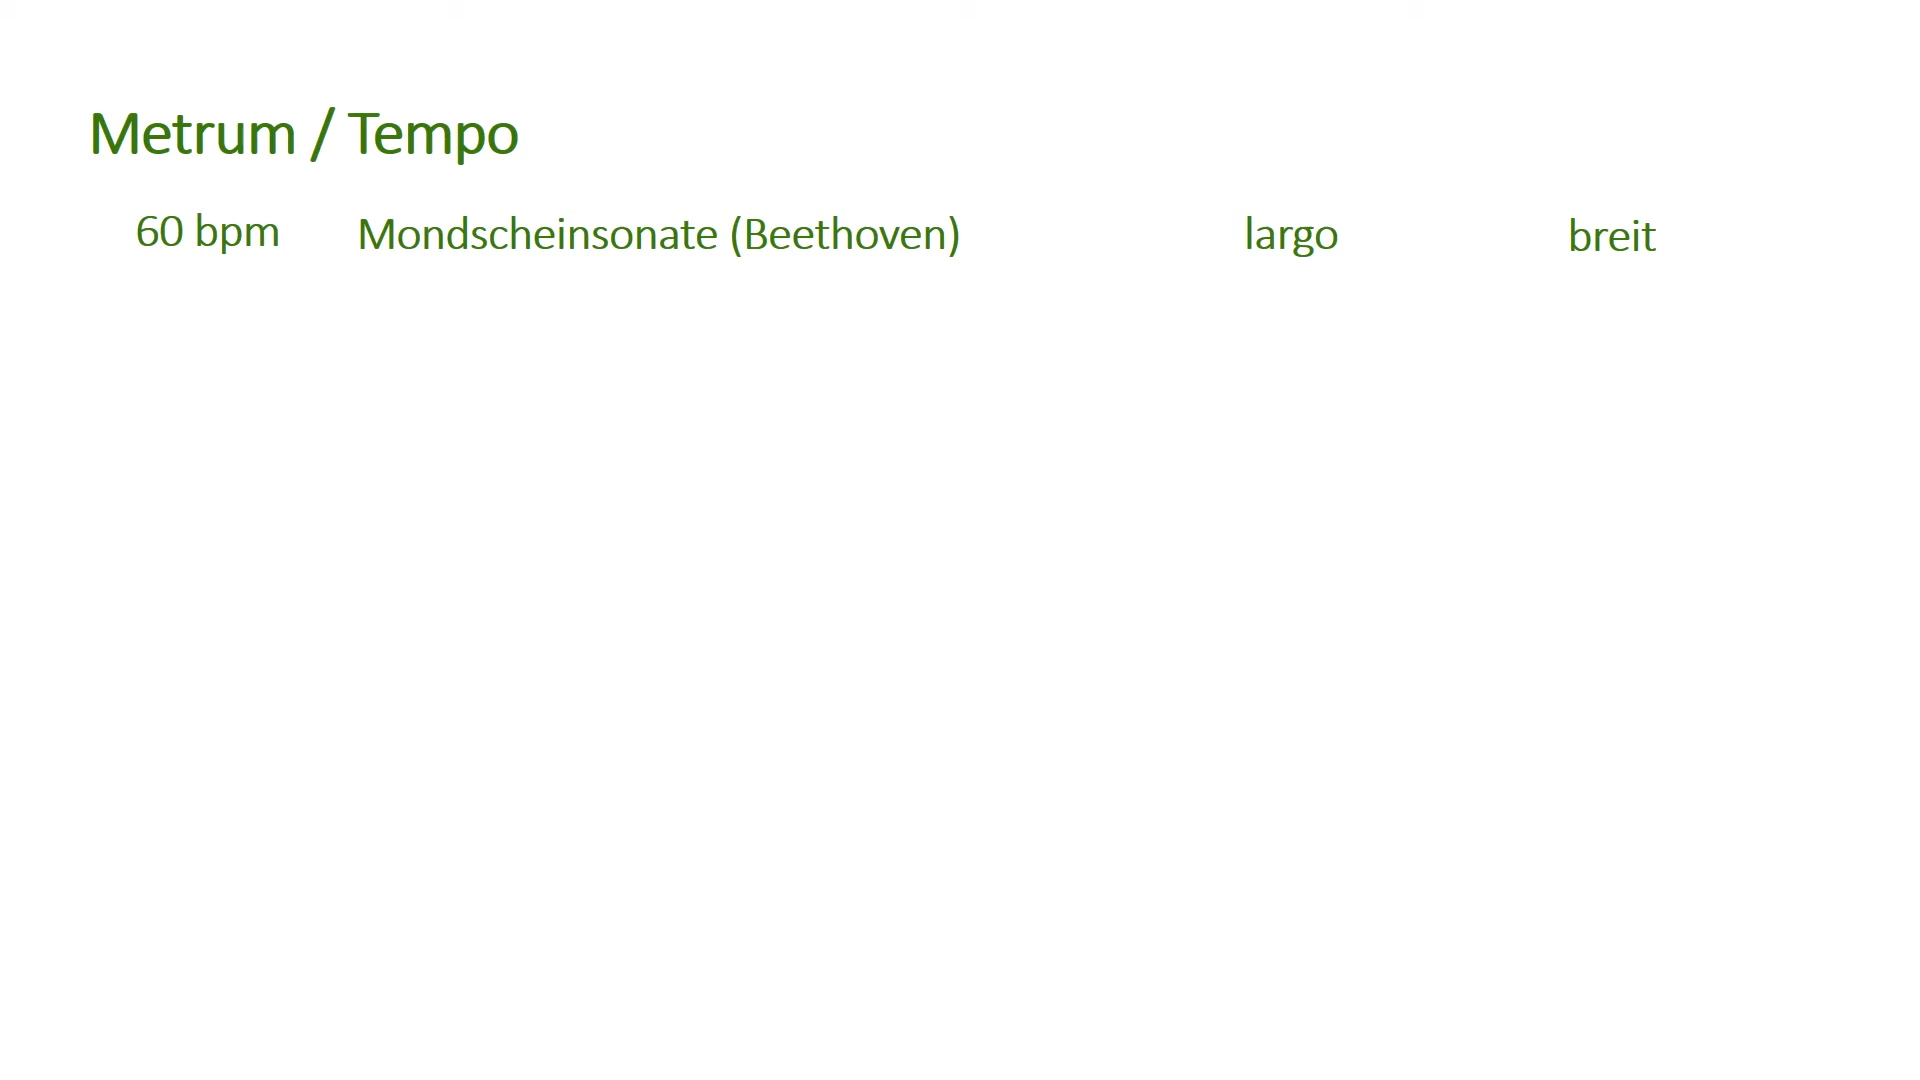 Metrum / Tempo
60 bpm Mondscheinsonate (Beethoven) largo breit